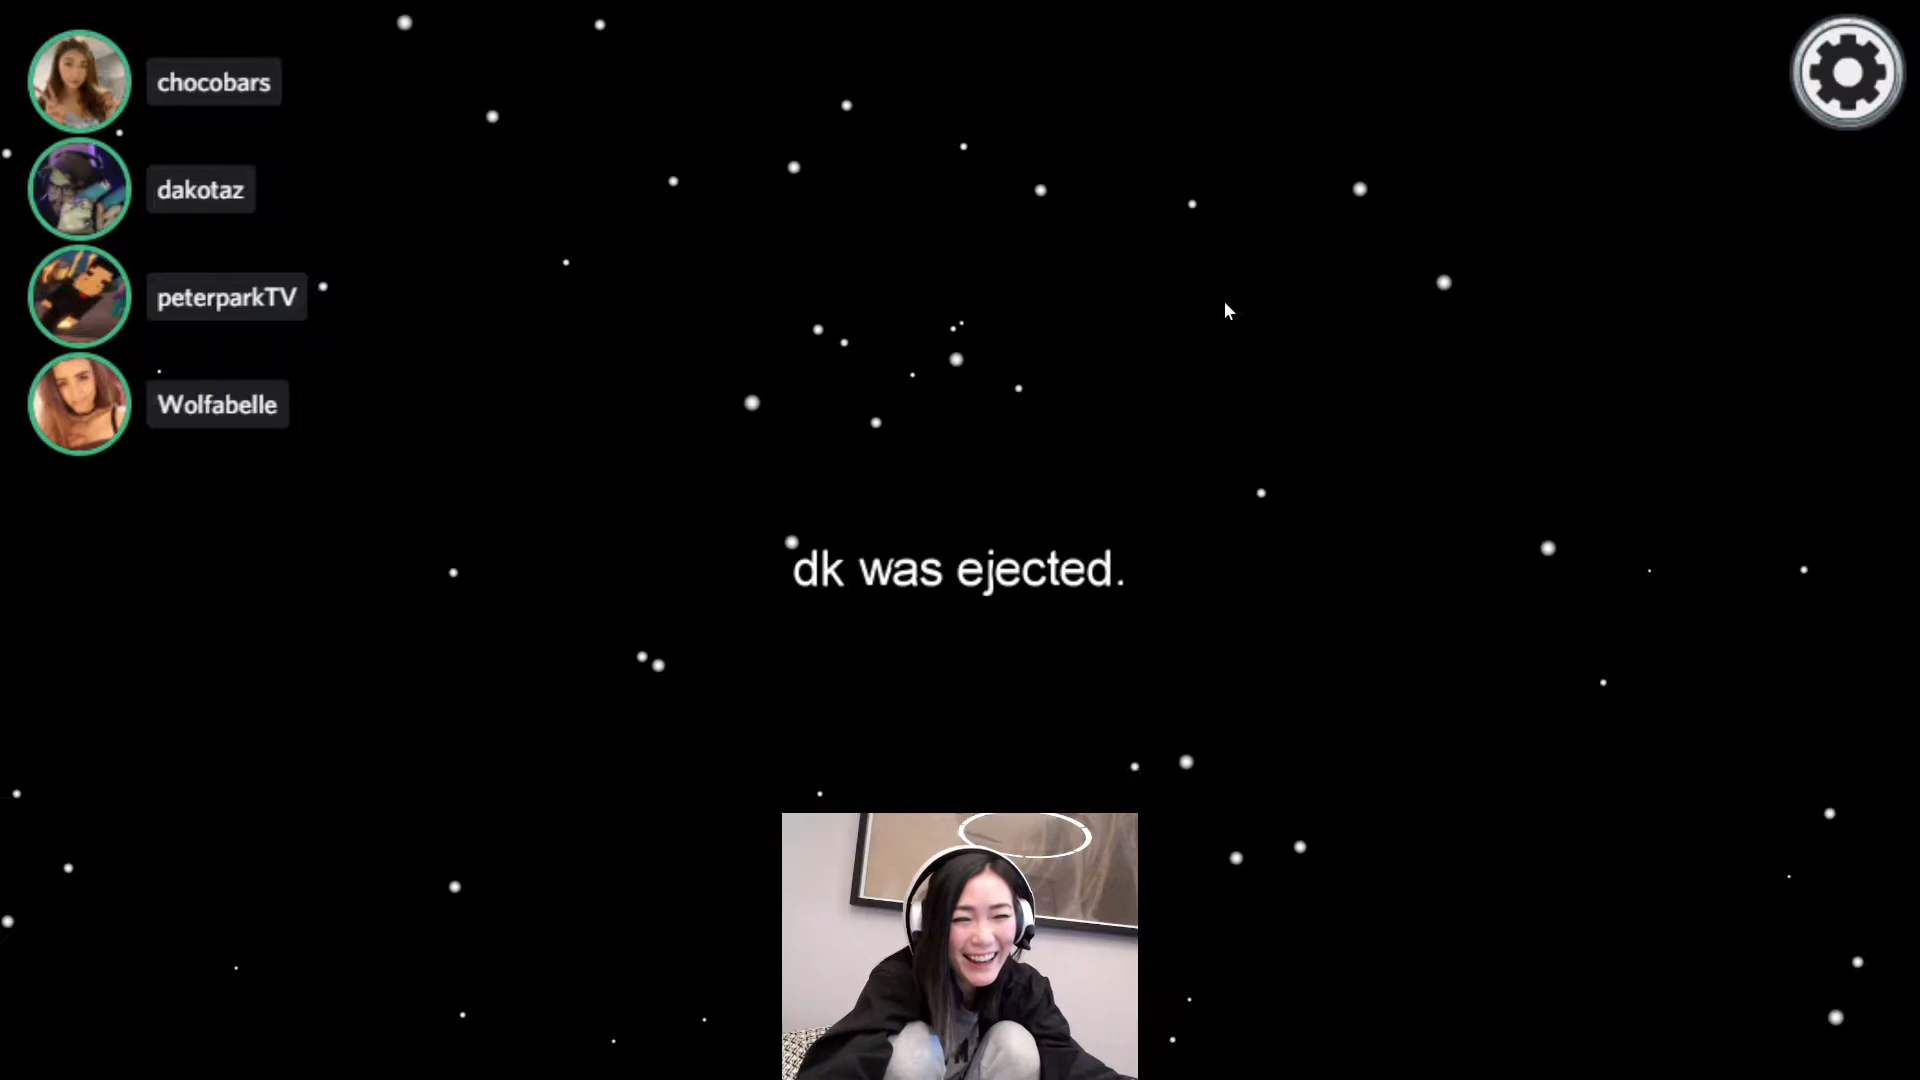 chocobars
dakotaz
peterparkTV
Wolfabelle
dk was ejected.